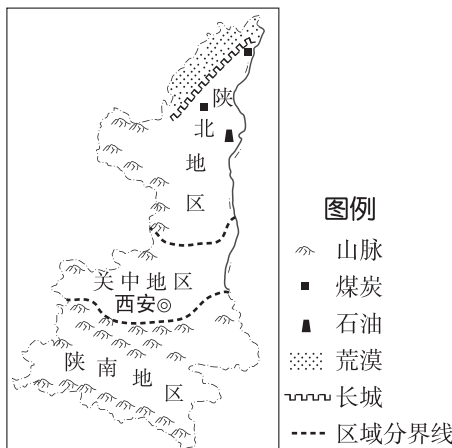 陕
北
地
区
关中地区
西安
陕南地区
图例
山脉
煤炭
石油
荒漠
长城
区域分界线